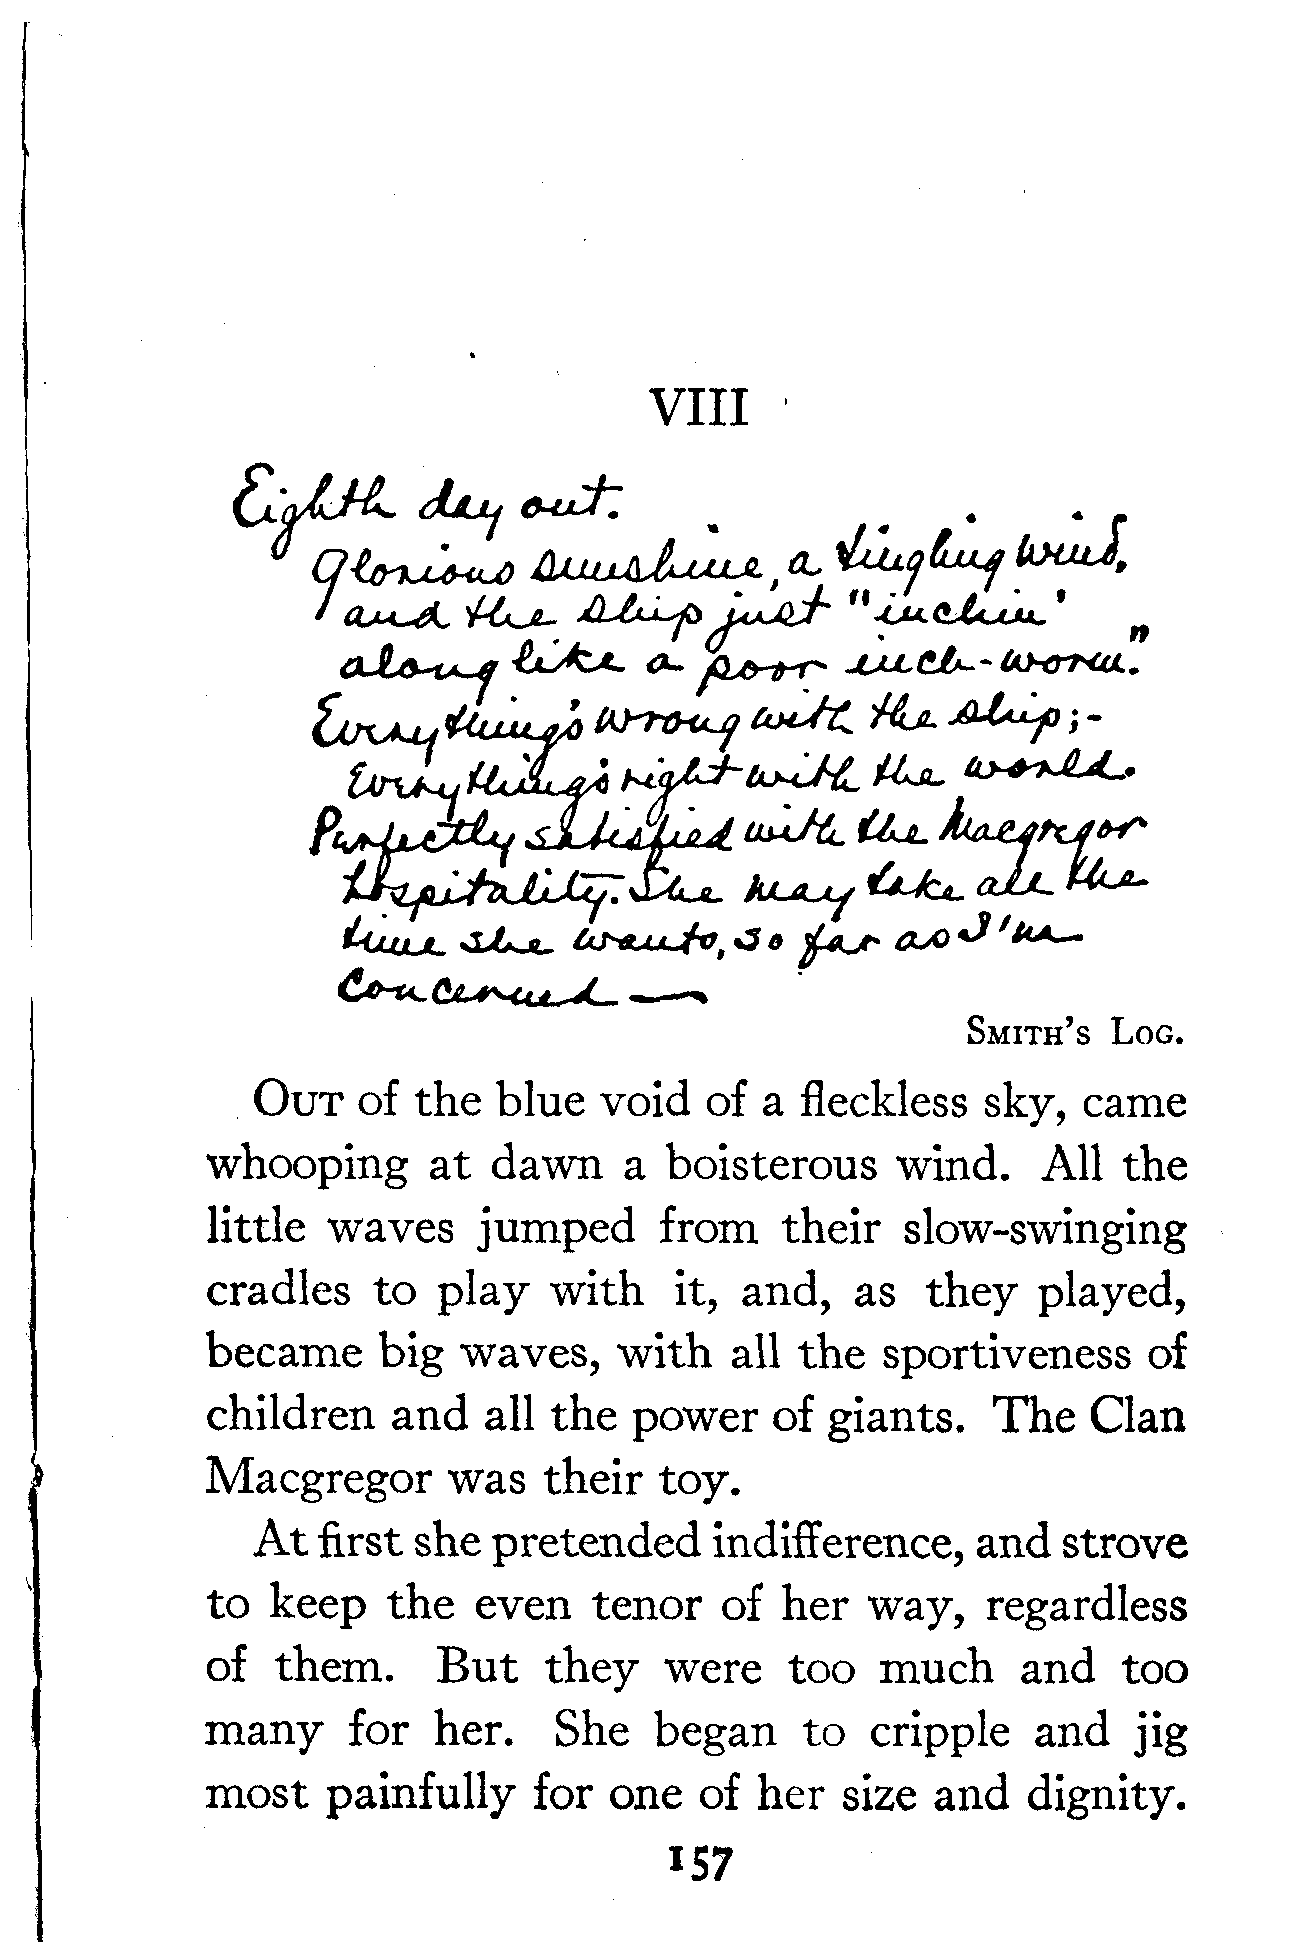 VIII
Eighth day out.
Glorious sunshine, a tingling wind,
and the ship just "inchin'
along like a poor inch-worm."
Everything's wrong with the ship;-
Everything's right with the world.
Perfectly satisfied with the Macgregor
hospitality. She may take all the
time she wants, so far as I'm
concerned —
SMITH'S LOG.
OUT of the blue void of a fleckless sky, came
whooping at dawn a boisterous wind. All the
little waves jumped from their slow-swinging
cradles to play with it, and, as they played,
became big waves, with all the sportiveness of
children and all the power of giants. The Clan
Macgregor was their toy.
At first she pretended indifference, and strove
to keep the even tenor of her way, regardless
of them. But they were too much and too
many for her. She began to cripple and jig
most painfully for one of her size and dignity.
157